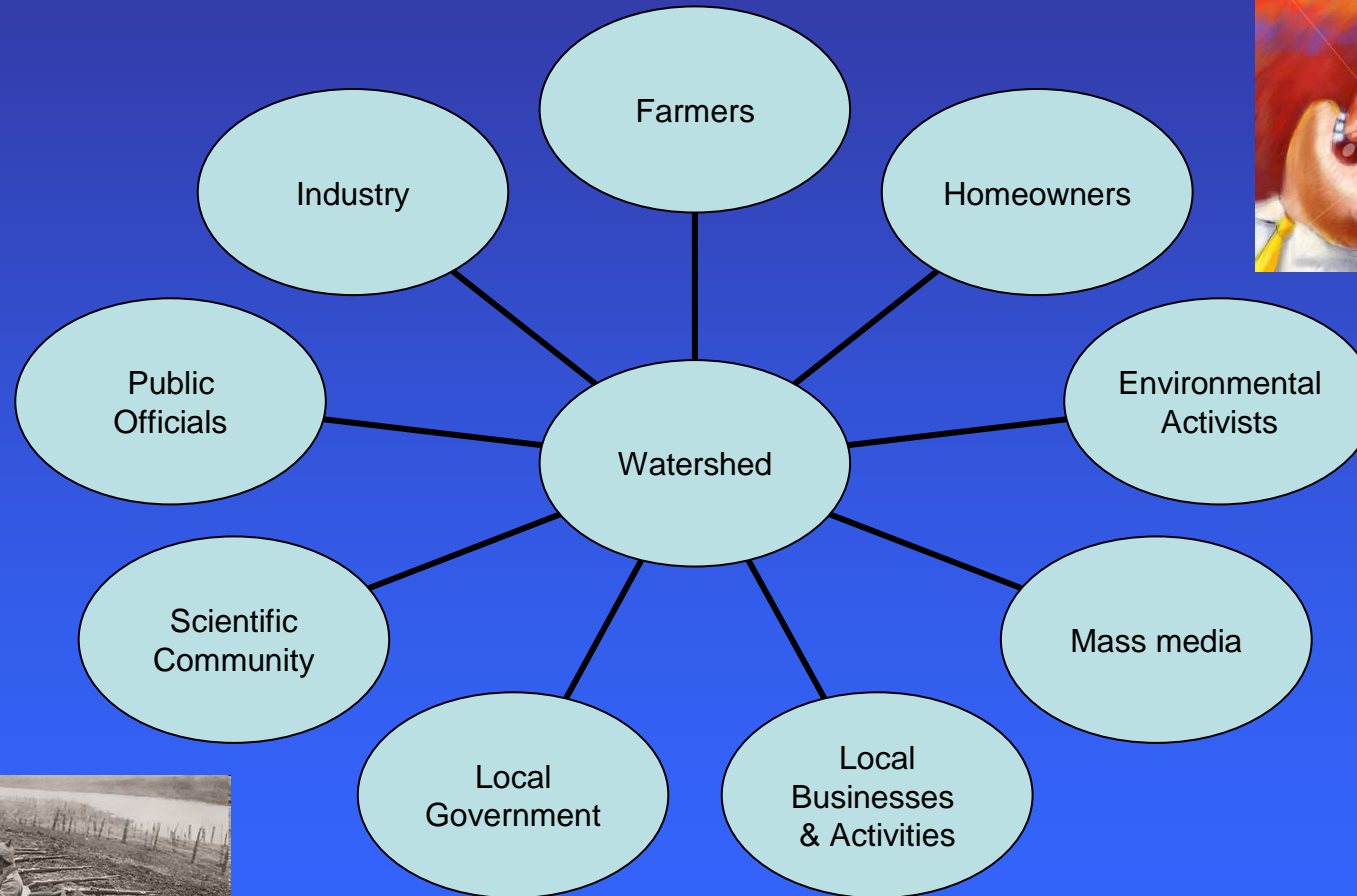 Farmers
Industry
Homeowners
Public
Officials
Environmental
Activists
Watershed
Scientific
Community
Mass media
Local
Government
Local
Businesses
& Activities